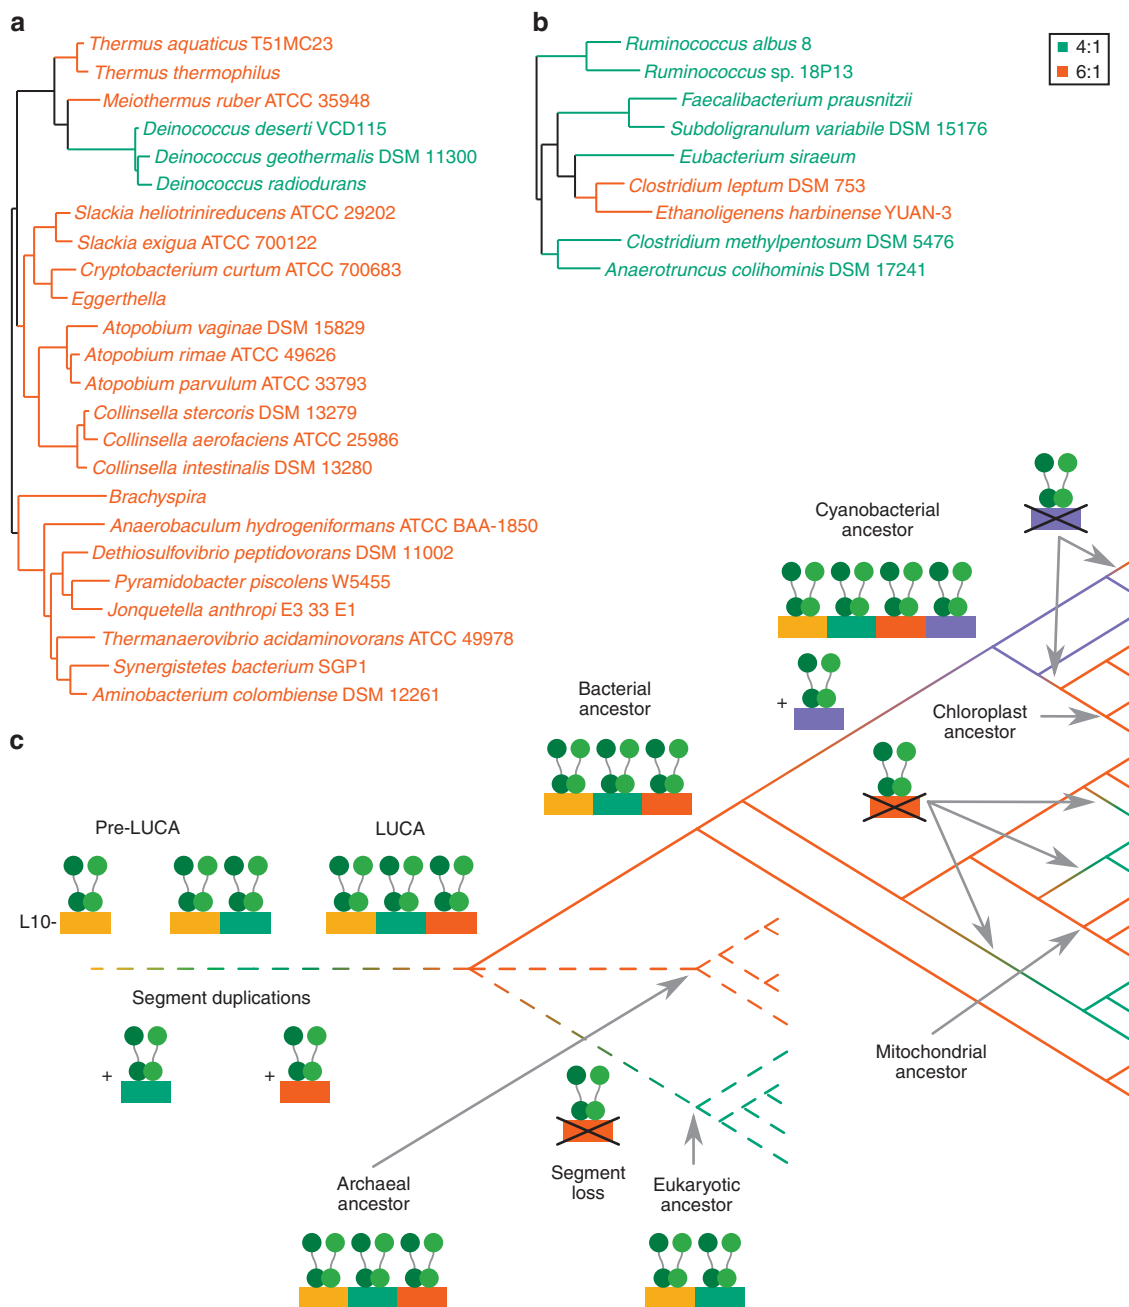 a
Thermus aquaticus T51MC23
Thermus thermophilus
Meiothermus ruber ATCC 35948
Deinococcus deserti VCD115
Deinococcus geothermalis DSM 11300
Deinococcus radiodurans
Slackia heliotrinireducens ATCC 29202
Slackia exigua ATCC 700122
Cryptobacterium curtum ATCC 700683
Eggerthella
Atopobium vaginae DSM 15829
Atopobium rimae ATCC 49626
Atopobium parvulum ATCC 33793
Collinsella stercoris DSM 13279
Collinsella aerofaciens ATCC 25986
Collinsella intestinalis DSM 13280
Brachyspira
Anaerobaculum hydrogeniformans ATCC BAA-1850
Dethiosulfovibrio peptidovorans DSM 11002
Pyramidobacter piscolens W5455
Jonquetella anthropi E3 33 E1
Thermanaerovibrio acidaminovorans ATCC 49978
Synergistetes bacterium SGP1
Aminobacterium colombiense DSM 12261
b
Ruminococcus albus 8
Ruminococcus sp. 18P13
Faecalibacterium prausnitzii
Subdoligranulum variabile DSM 15176
Eubacterium siraeum
Clostridium leptum DSM 753
Ethanoligenens harbinense YUAN-3
Clostridium methylpentosum DSM 5476
Anaerotruncus colihominis DSM 17241
4:1
6:1
c
Pre-LUCA
LUCA
L10-
Segment duplications
+
+
Bacterial
ancestor
Cyanobacterial
ancestor
+
Chloroplast
ancestor
Mitochondrial
ancestor
Archaeal
ancestor
Segment
loss
Eukaryotic
ancestor